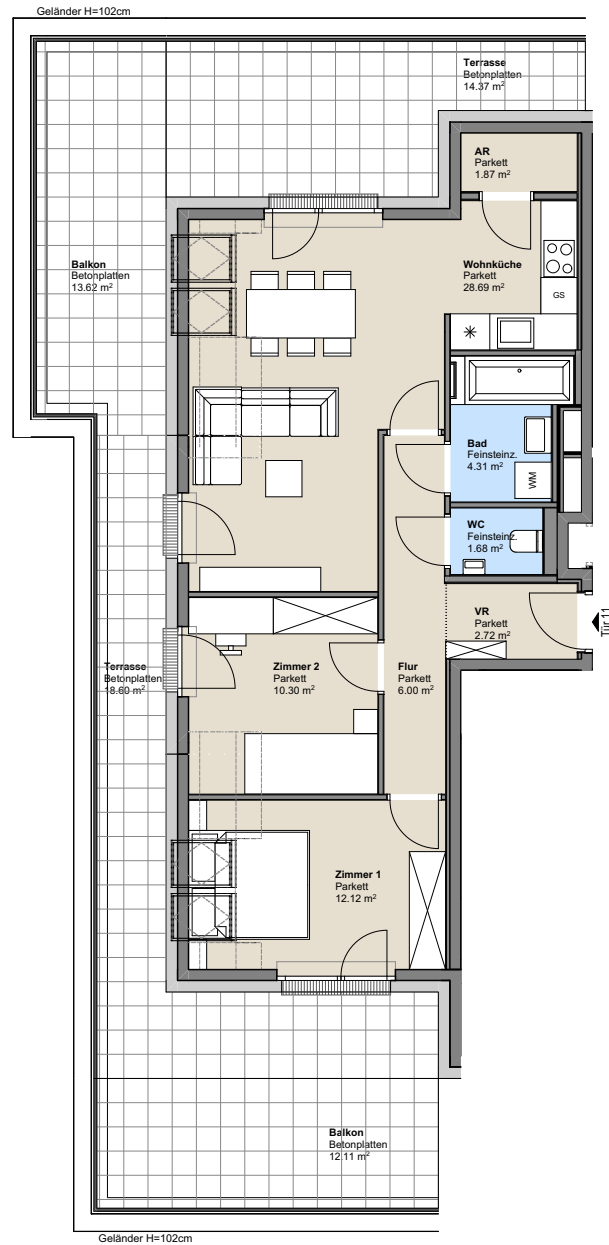 Geländer H=102cm
Terrasse
Betonplatten
14.37 m²
AR
Parkett
1.87 m²
Balkon
Betonplatten
13.62 m²
Wohnküche
Parkett
28.69 m²
GS
Bad
Feinsteinz.
4.31 m²
WM
WC
Feinsteinz.
1.68 m²
VR
Parkett
2.72 m²
Tür 11
Terrasse
Betonplatten
18.60 m²
Zimmer 2
Parkett
10.30 m²
Flur
Parkett
6.00 m²
Zimmer 1
Parkett
12.12 m²
Balkon
Betonplatten
12.11 m²
Geländer H=102cm